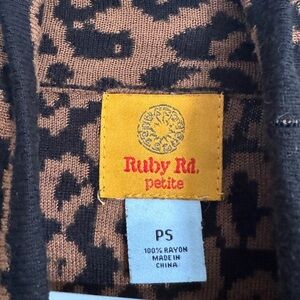 Ruby Rd.
petite
PS
100% RAYON
MADE IN
CHINA